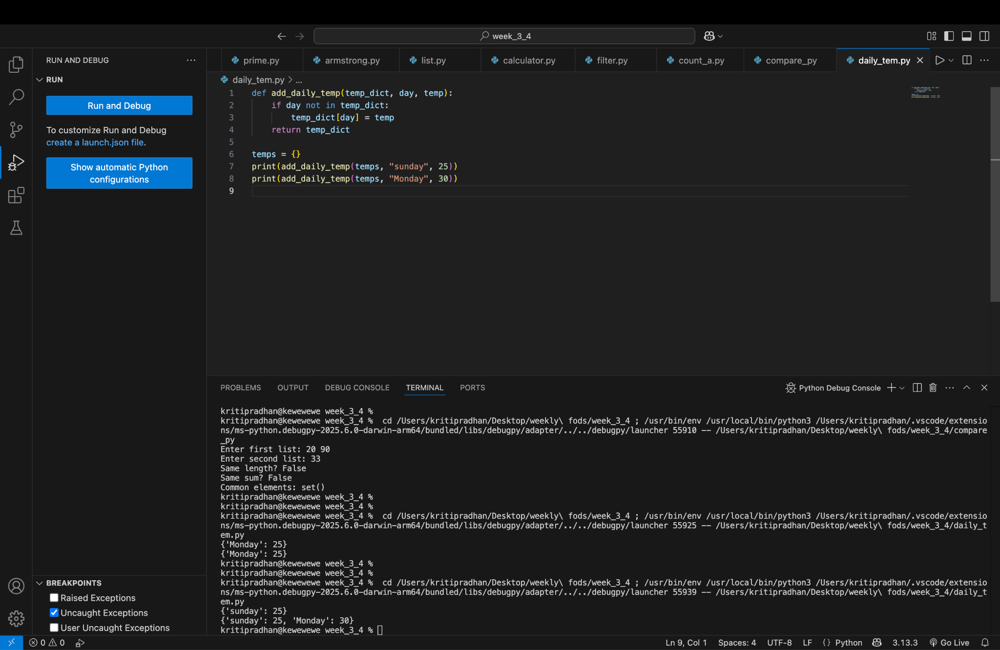 week_3_4
RUN AND DEBUG
RUN
Run and Debug
To customize Run and Debug
create a launch.json file.
Show automatic Python
configurations
prime.py
armstrong.py
list.py
calculator.py
filter.py
count_a.py
compare_py
daily_tem.py
daily_tem.py > ...
1 def add_daily_temp(temp_dict, day, temp):
2 if day not in temp_dict:
3 temp_dict[day] = temp
4 return temp_dict
5
6 temps = {}
7 print(add_daily_temp(temps, "sunday", 25))
8 print(add_daily_temp(temps, "Monday", 30))
9
PROBLEMS OUTPUT DEBUG CONSOLE TERMINAL PORTS
Python Debug Console
kritipradhan@kewewewe week_3_4 %
kritipradhan@kewewewe week_3_4 %  cd /Users/kritipradhan/Desktop/weekly\ fods/week_3_4 ; /usr/bin/env /usr/local/bin/python3 /Users/kritipradhan/.vscode/extensio
ns/ms-python.debugpy-2025.6.0-darwin-arm64/bundled/libs/debugpy/adapter/../../debugpy/launcher 55910 -- /Users/kritipradhan/Desktop/weekly\ fods/week_3_4/compare
_py
Enter first list: 20 90
Enter second list: 33
Same length? False
Same sum? False
Common elements: set()
kritipradhan@kewewewe week_3_4 %
kritipradhan@kewewewe week_3_4 %
kritipradhan@kewewewe week_3_4 %  cd /Users/kritipradhan/Desktop/weekly\ fods/week_3_4 ; /usr/bin/env /usr/local/bin/python3 /Users/kritipradhan/.vscode/extensio
ns/ms-python.debugpy-2025.6.0-darwin-arm64/bundled/libs/debugpy/adapter/../../debugpy/launcher 55925 -- /Users/kritipradhan/Desktop/weekly\ fods/week_3_4/daily_t
em.py
{'Monday': 25}
{'Monday': 25}
kritipradhan@kewewewe week_3_4 %
kritipradhan@kewewewe week_3_4 %
kritipradhan@kewewewe week_3_4 %  cd /Users/kritipradhan/Desktop/weekly\ fods/week_3_4 ; /usr/bin/env /usr/local/bin/python3 /Users/kritipradhan/.vscode/extensio
ns/ms-python.debugpy-2025.6.0-darwin-arm64/bundled/libs/debugpy/adapter/../../debugpy/launcher 55939 -- /Users/kritipradhan/Desktop/weekly\ fods/week_3_4/daily_t
em.py
{'sunday': 25}
{'sunday': 25, 'Monday': 30}
kritipradhan@kewewewe week_3_4 %
BREAKPOINTS
Raised Exceptions
Uncaught Exceptions
User Uncaught Exceptions
0 0
Ln 9, Col 1 Spaces: 4 UTF-8 LF {} Python 3.13.3 Go Live